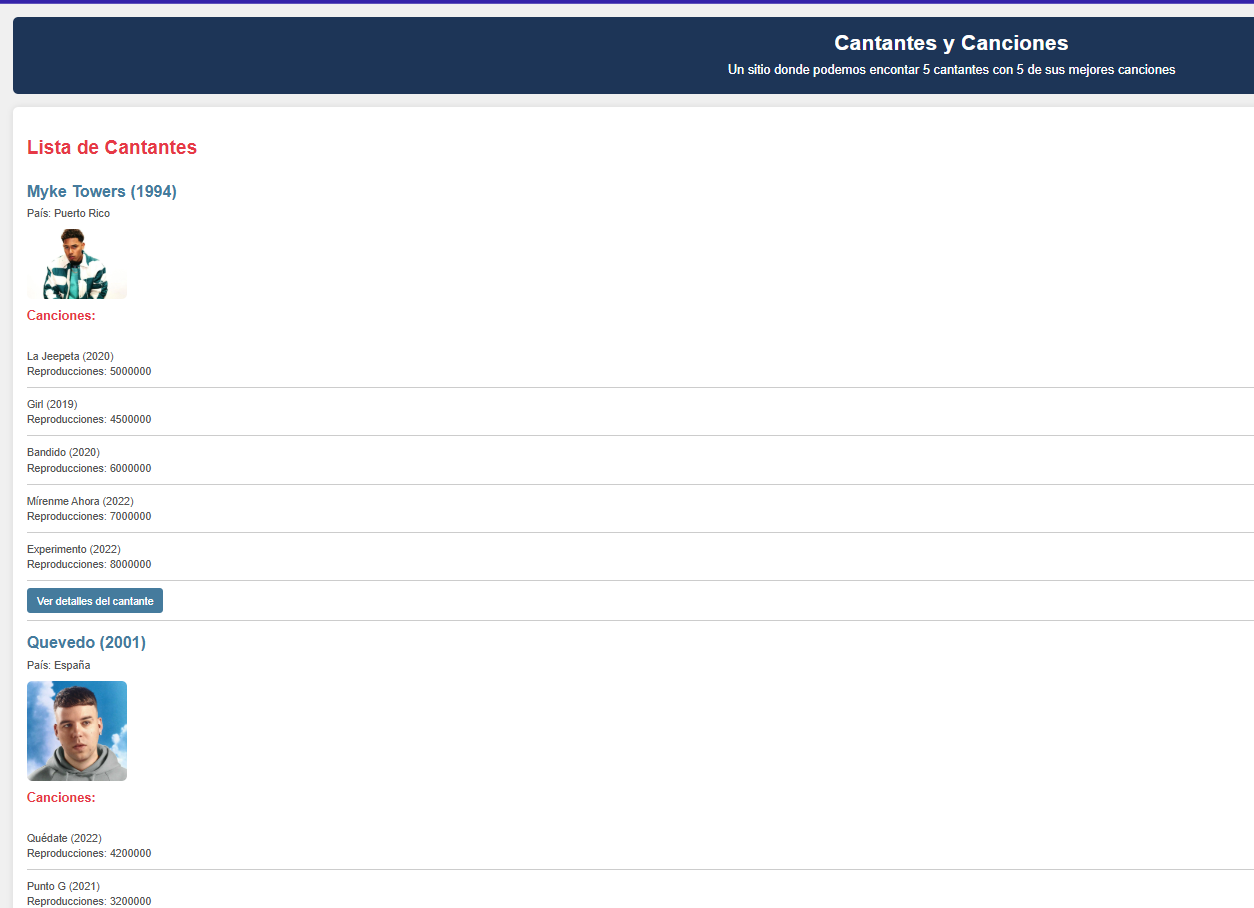 Cantantes y Canciones
Un sitio donde podemos encontar 5 cantantes con 5 de sus mejores canciones
Lista de Cantantes
Myke Towers (1994)
País: Puerto Rico
Canciones:
La Jeepeta (2020)
Reproducciones: 5000000
Girl (2019)
Reproducciones: 4500000
Bandido (2020)
Reproducciones: 6000000
Mírenme Ahora (2022)
Reproducciones: 7000000
Experimento (2022)
Reproducciones: 8000000
Ver detalles del cantante
Quevedo (2001)
País: España
Canciones:
Quédate (2022)
Reproducciones: 4200000
Punto G (2021)
Reproducciones: 3200000